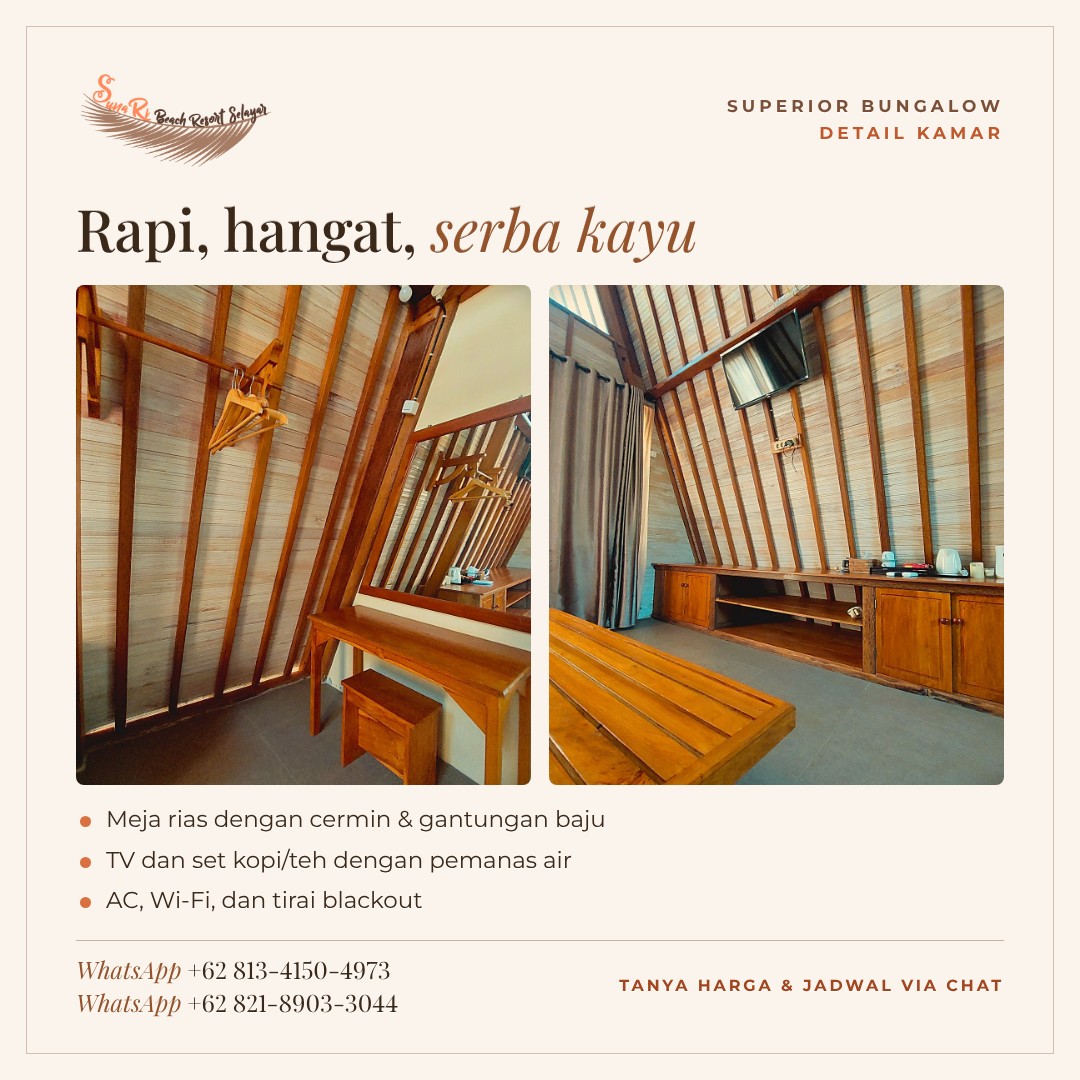 SunaRi Beach Resort Selayar
SUPERIOR BUNGALOW
DETAIL KAMAR
Rapi, hangat, serba kayu
Meja rias dengan cermin & gantungan baju
TV dan set kopi/teh dengan pemanas air
AC, Wi-Fi, dan tirai blackout
WhatsApp +62 813-4150-4973
WhatsApp +62 821-8903-3044
TANYA HARGA & JADWAL VIA CHAT